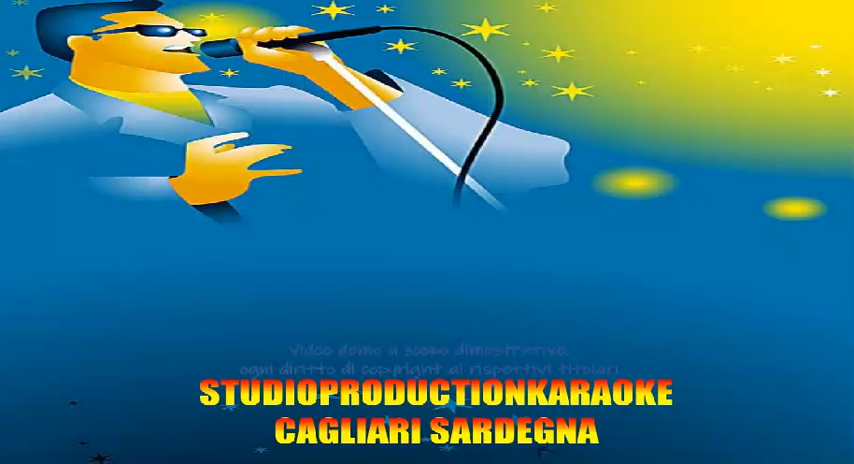 Video demo a scopo dimostrativo,
ogni diritto di copyright ai rispettivi titolari
STUDIOPRODUCTIONKARAOKE
CAGLIARI SARDEGNA